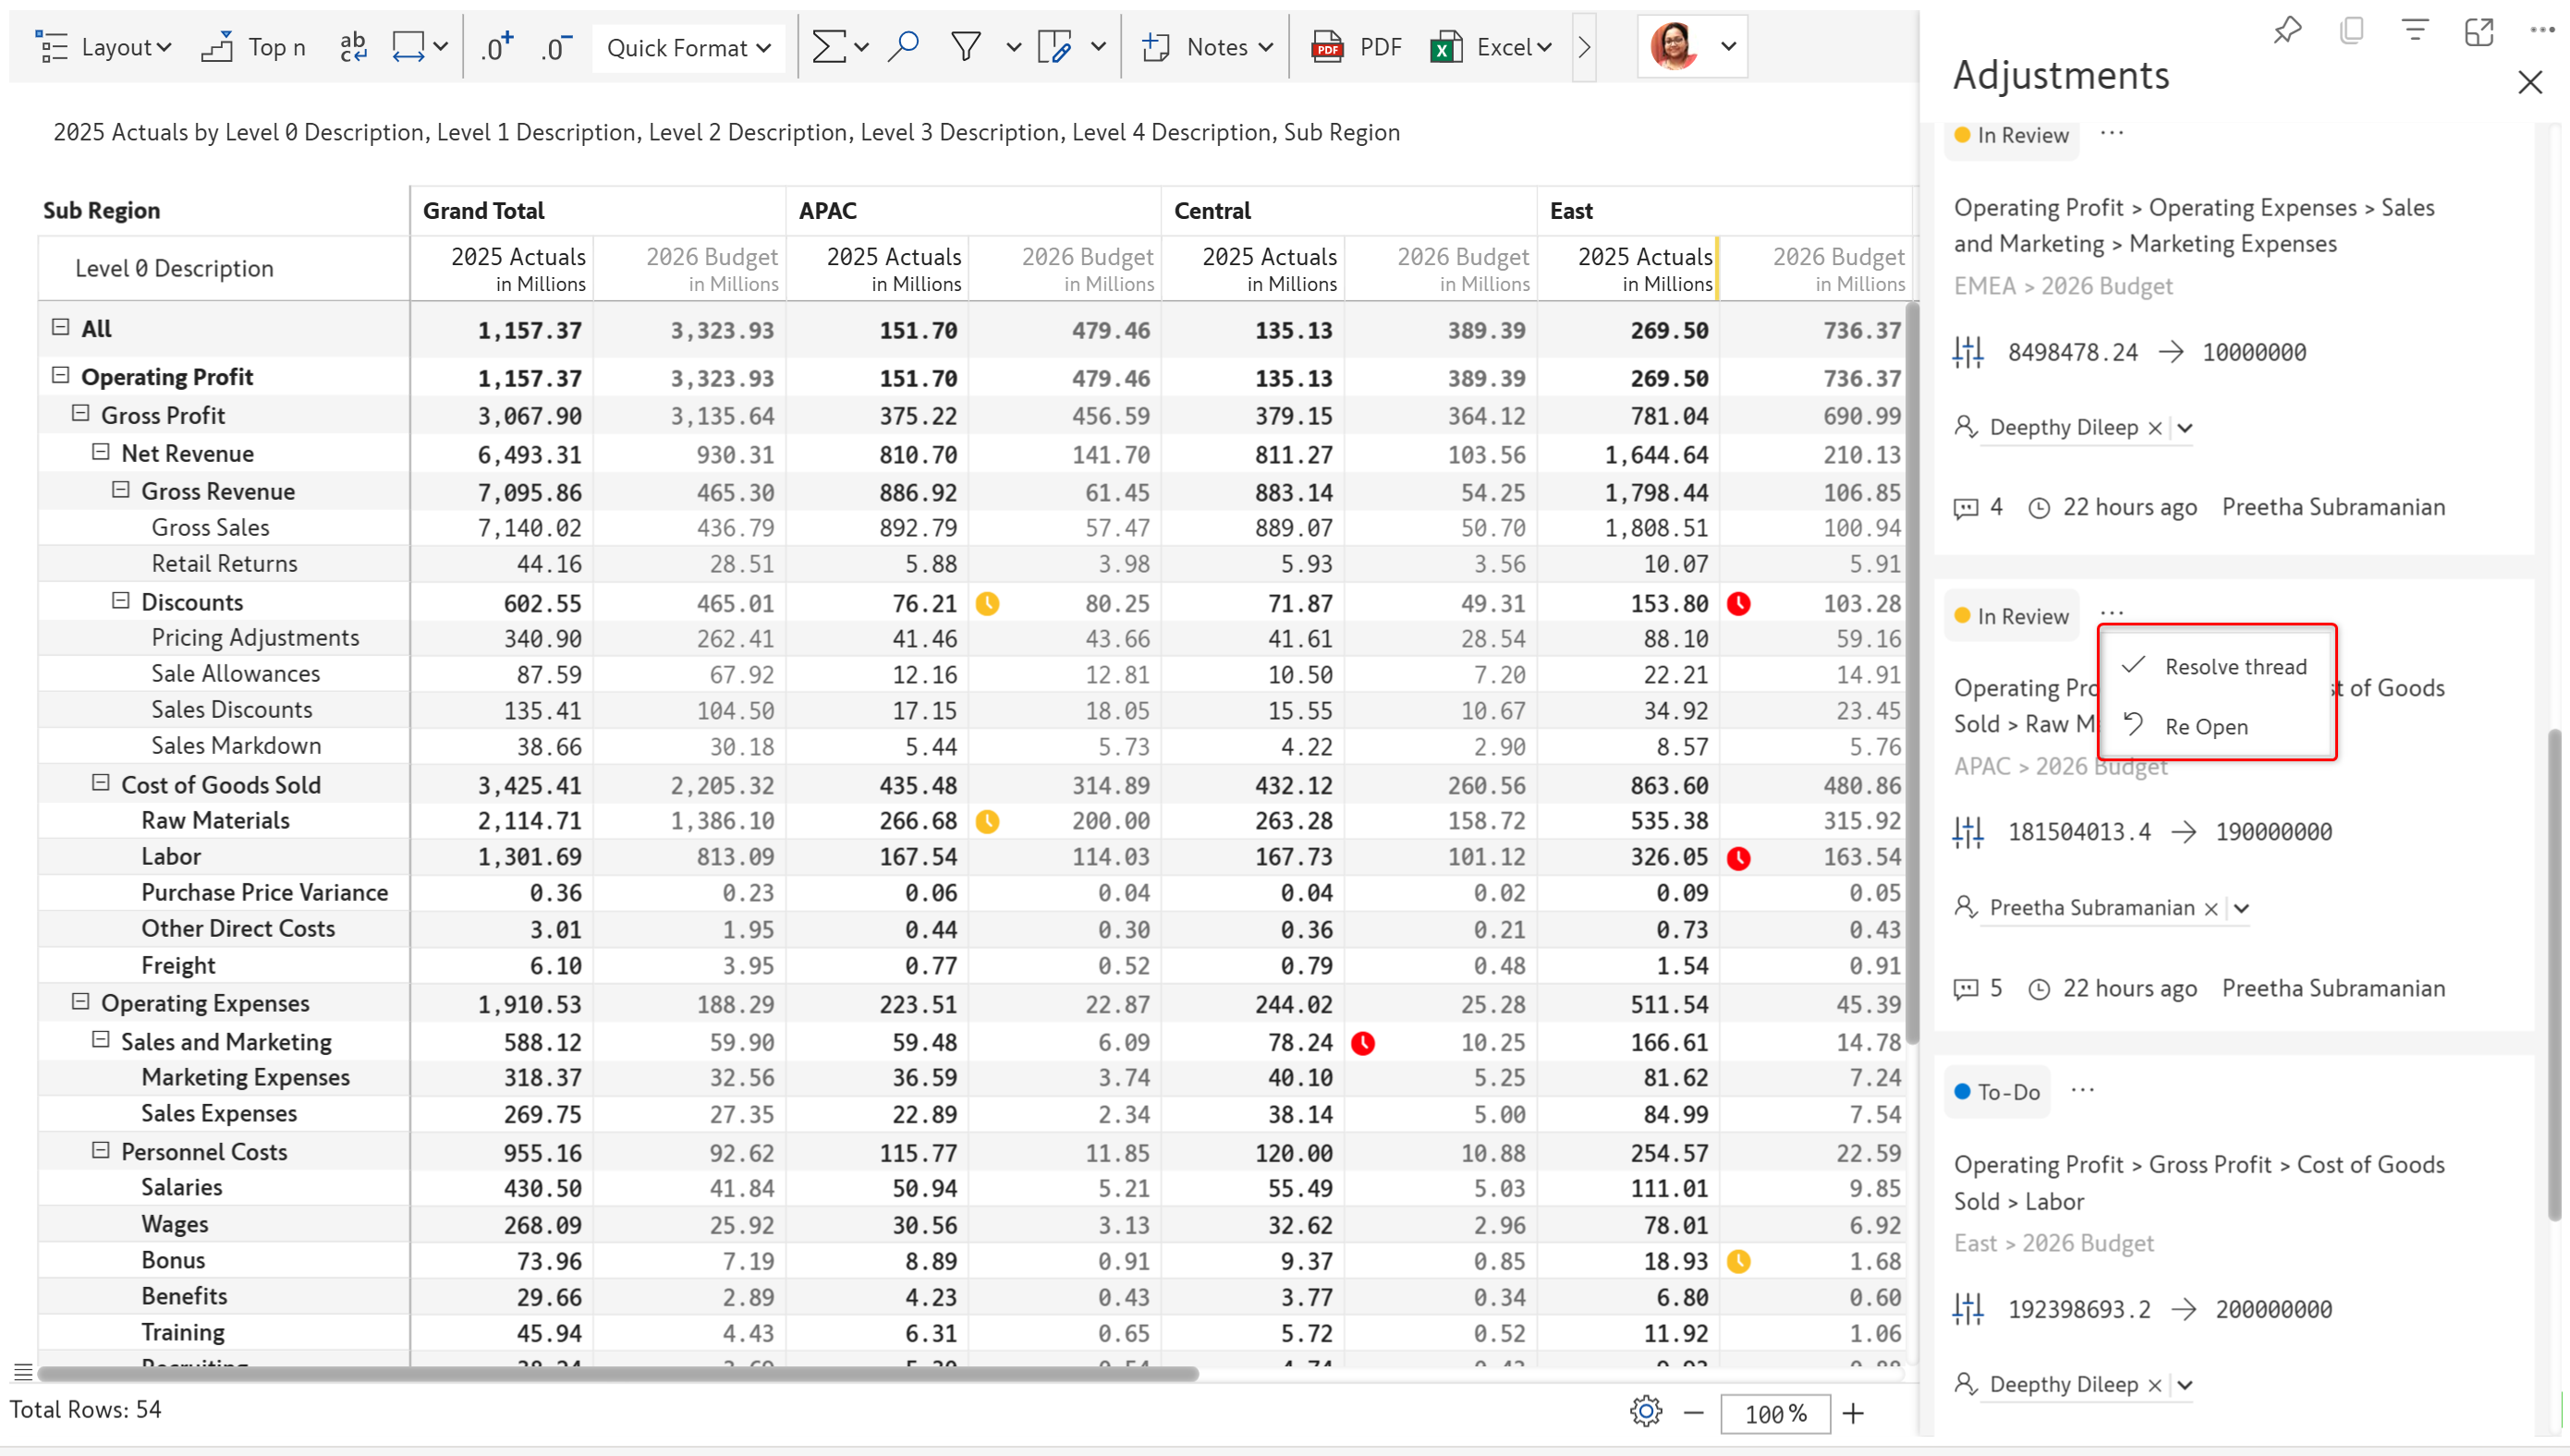 Layout Top n ab c .0+ .0- Quick Format Notes PDF PDF X Excel
Adjustments
2025 Actuals by Level 0 Description, Level 1 Description, Level 2 Description, Level 3 Description, Level 4 Description, Sub Region
Sub Region Grand Total APAC Central East
Level 0 Description 2025 Actuals 2026 Budget 2025 Actuals 2026 Budget 2025 Actuals 2026 Budget 2025 Actuals 2026 Budget
in Millions in Millions in Millions in Millions in Millions in Millions in Millions in Millions
All 1,157.37 3,323.93 151.70 479.46 135.13 389.39 269.50 736.37
Operating Profit 1,157.37 3,323.93 151.70 479.46 135.13 389.39 269.50 736.37
Gross Profit 3,067.90 3,135.64 375.22 456.59 379.15 364.12 781.04 690.99
Net Revenue 6,493.31 930.31 810.70 141.70 811.27 103.56 1,644.64 210.13
Gross Revenue 7,095.86 465.30 886.92 61.45 883.14 54.25 1,798.44 106.85
Gross Sales 7,140.02 436.79 892.79 57.47 889.07 50.70 1,808.51 100.94
Retail Returns 44.16 28.51 5.88 3.98 5.93 3.56 10.07 5.91
Discounts 602.55 465.01 76.21 80.25 71.87 49.31 153.80 103.28
Pricing Adjustments 340.90 262.41 41.46 43.66 41.61 28.54 88.10 59.16
Sale Allowances 87.59 67.92 12.16 12.81 10.50 7.20 22.21 14.91
Sales Discounts 135.41 104.50 17.15 18.05 15.55 10.67 34.92 23.45
Sales Markdown 38.66 30.18 5.44 5.73 4.22 2.90 8.57 5.76
Cost of Goods Sold 3,425.41 2,205.32 435.48 314.89 432.12 260.56 863.60 480.86
Raw Materials 2,114.71 1,386.10 266.68 200.00 263.28 158.72 535.38 315.92
Labor 1,301.69 813.09 167.54 114.03 167.73 101.12 326.05 163.54
Purchase Price Variance 0.36 0.23 0.06 0.04 0.04 0.02 0.09 0.05
Other Direct Costs 3.01 1.95 0.44 0.30 0.36 0.21 0.73 0.43
Freight 6.10 3.95 0.77 0.52 0.79 0.48 1.54 0.91
Operating Expenses 1,910.53 188.29 223.51 22.87 244.02 25.28 511.54 45.39
Sales and Marketing 588.12 59.90 59.48 6.09 78.24 10.25 166.61 14.78
Marketing Expenses 318.37 32.56 36.59 3.74 40.10 5.25 81.62 7.24
Sales Expenses 269.75 27.35 22.89 2.34 38.14 5.00 84.99 7.54
Personnel Costs 955.16 92.62 115.77 11.85 120.00 10.88 254.57 22.59
Salaries 430.50 41.84 50.94 5.21 55.49 5.03 111.01 9.85
Wages 268.09 25.92 30.56 3.13 32.62 2.96 78.01 6.92
Bonus 73.96 7.19 8.89 0.91 9.37 0.85 18.93 1.68
Benefits 29.66 2.89 4.23 0.43 3.77 0.34 6.80 0.60
Training 45.94 4.43 6.31 0.65 5.72 0.52 11.92 1.06
Total Rows: 54 100%
In Review ...
Operating Profit > Operating Expenses > Sales
and Marketing > Marketing Expenses
EMEA > 2026 Budget
8498478.24 → 10000000
Deepthy Dileep
4 22 hours ago Preetha Subramanian
In Review ...
Resolve thread
Re Open
Operating Pro st of Goods
Sold > Raw M
APAC > 2026 Budget
181504013.4 → 190000000
Preetha Subramanian
5 22 hours ago Preetha Subramanian
To-Do ...
Operating Profit > Gross Profit > Cost of Goods
Sold > Labor
East > 2026 Budget
192398693.2 → 200000000
Deepthy Dileep